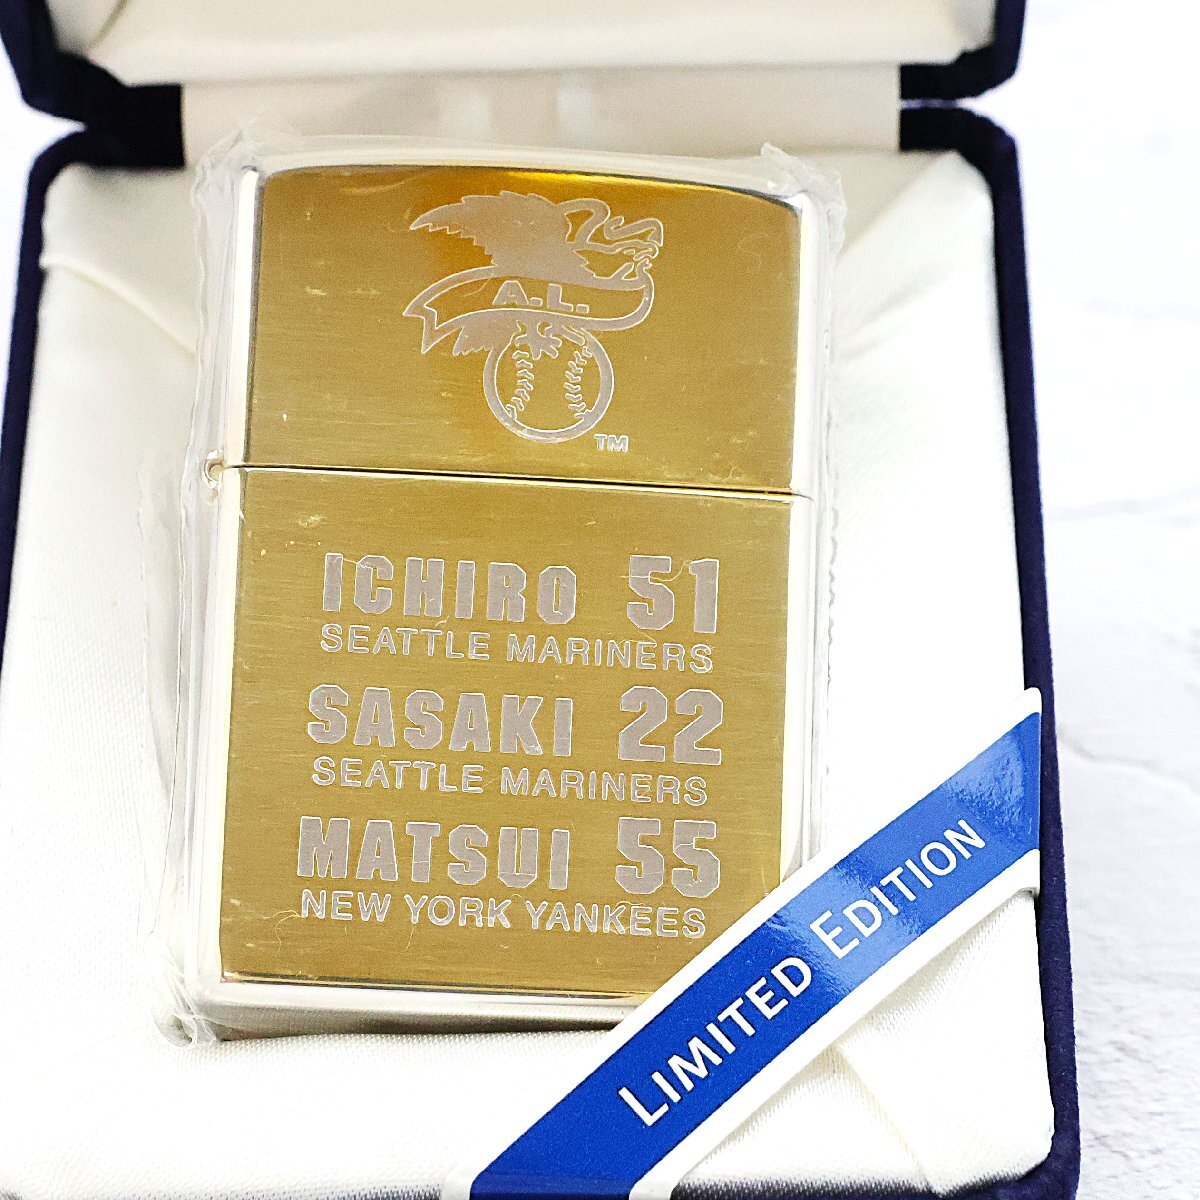 A.L.
TM
ICHIRO 51
SEATTLE MARINERS
SASAKI 22
SEATTLE MARINERS
MATSUI 55
NEW YORK YANKEES
LIMITED EDITION